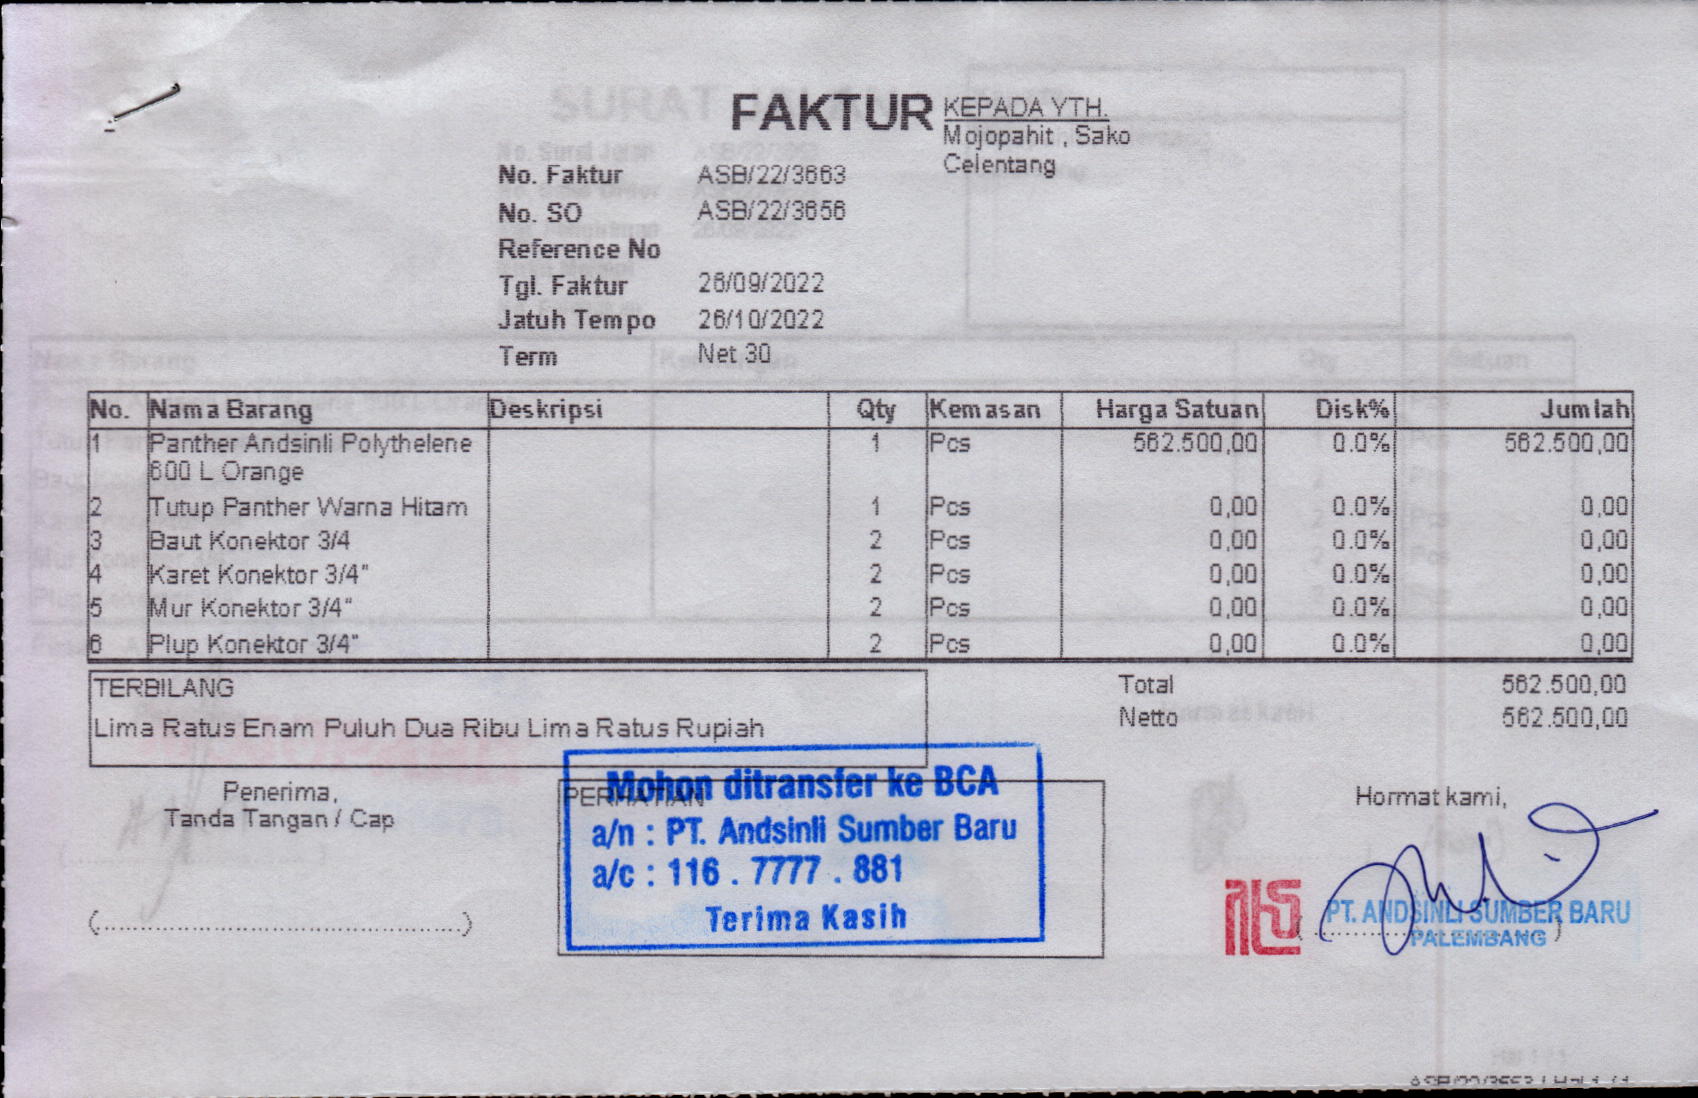 FAKTUR
KEPADA YTH.
Mojopahit , Sako
Celentang
No. Faktur ASB/22/3663
No. SO ASB/22/3656
Reference No
Tgl. Faktur 26/09/2022
Jatuh Tempo 26/10/2022
Term Net 30
No. Nama Barang Deskripsi Qty Kemasan Harga Satuan Disk% Jumlah
1 Panther Andsinli Polythelene 1 Pcs 562.500,00 0.0% 562.500,00
600 L Orange
2 Tutup Panther Warna Hitam 1 Pcs 0,00 0.0% 0,00
3 Baut Konektor 3/4 2 Pcs 0,00 0.0% 0,00
4 Karet Konektor 3/4" 2 Pcs 0,00 0.0% 0,00
5 Mur Konektor 3/4" 2 Pcs 0,00 0.0% 0,00
6 Plup Konektor 3/4" 2 Pcs 0,00 0.0% 0,00
TERBILANG
Lima Ratus Enam Puluh Dua Ribu Lima Ratus Rupiah
Total 562.500,00
Netto 562.500,00
Penerima,
Tanda Tangan / Cap
(..........................................)
PERHATIAN
Mohon ditransfer ke BCA
a/n : PT. Andsinli Sumber Baru
a/c : 116 . 7777 . 881
Terima Kasih
Hormat kami,
PT. ANDSINLI SUMBER BARU
PALEMBANG